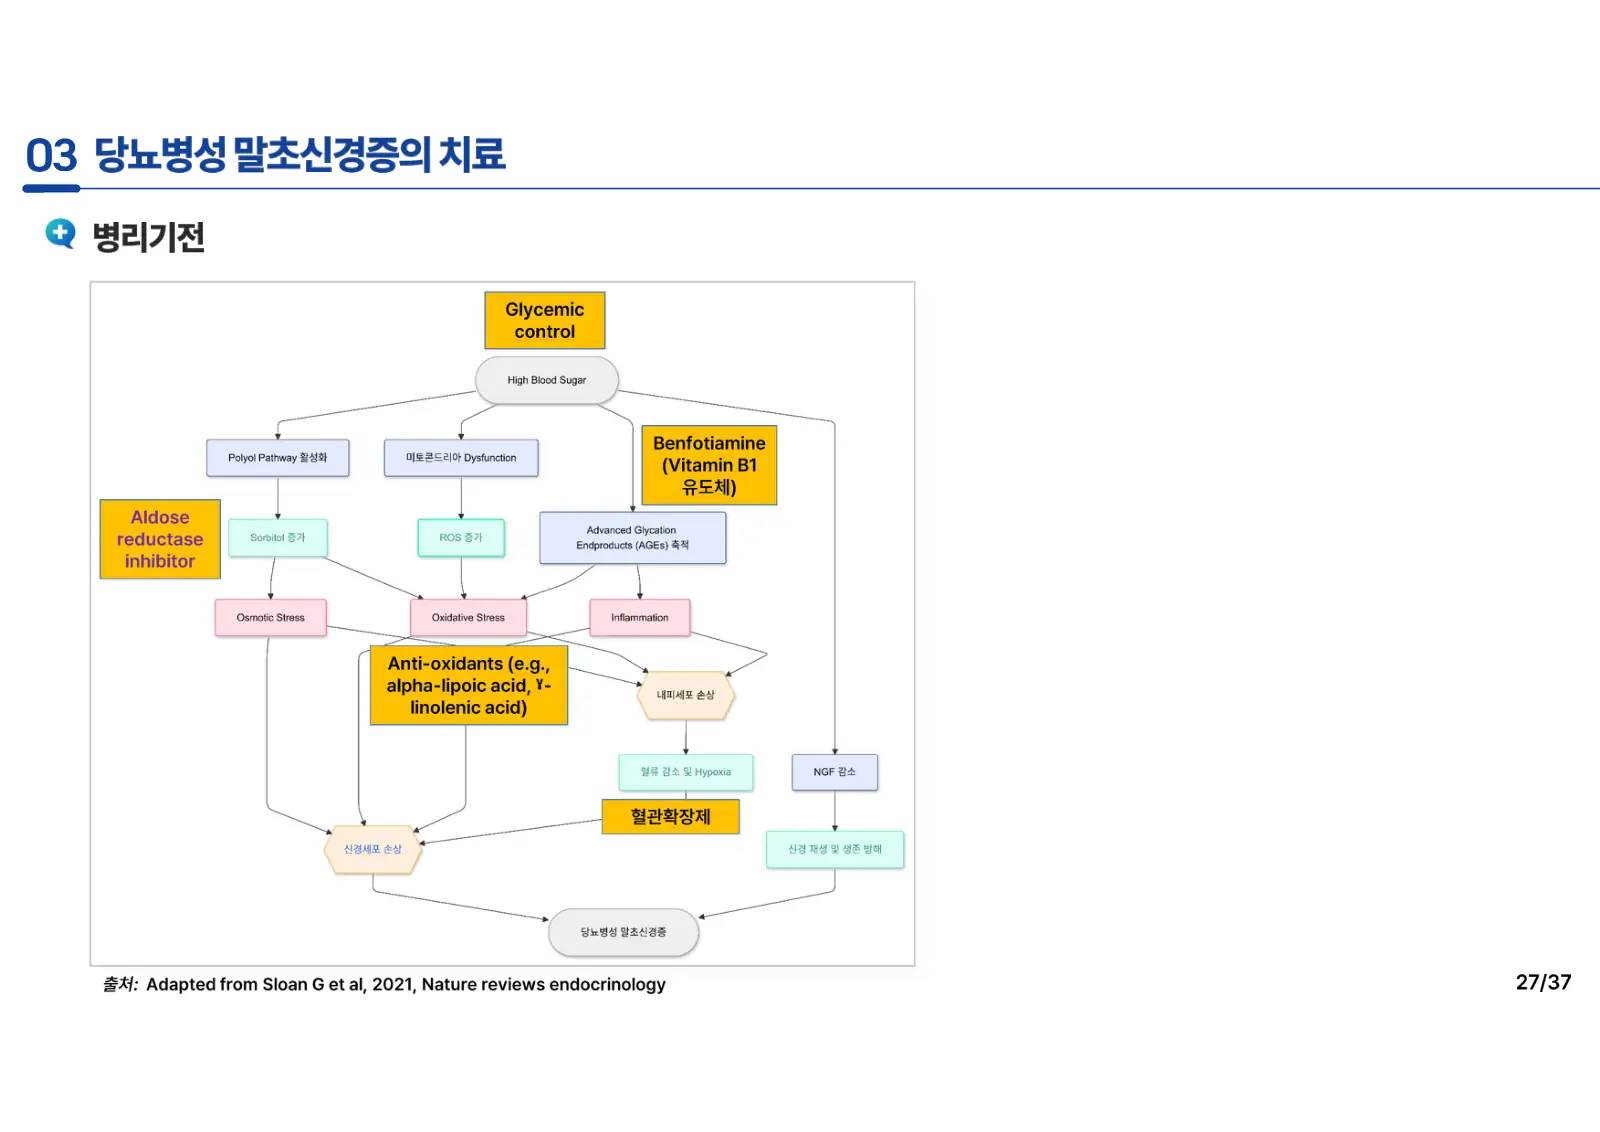 03 당뇨병성 말초신경증의 치료
병리기전
Glycemic
control
High Blood Sugar
Polyol Pathway 활성화
미토콘드리아 Dysfunction
Benfotiamine
(Vitamin B1
유도체)
Aldose
reductase
inhibitor
Sorbitol 증가
ROS 증가
Advanced Glycation
Endproducts (AGEs) 축적
Osmotic Stress
Oxidative Stress
Inflammation
Anti-oxidants (e.g.,
alpha-lipoic acid, ɣ-
linolenic acid)
내피세포 손상
혈류 감소 및 Hypoxia
NGF 감소
혈관확장제
신경세포 손상
신경 재생 및 생존 방해
당뇨병성 말초신경증
출처: Adapted from Sloan G et al, 2021, Nature reviews endocrinology
27/37